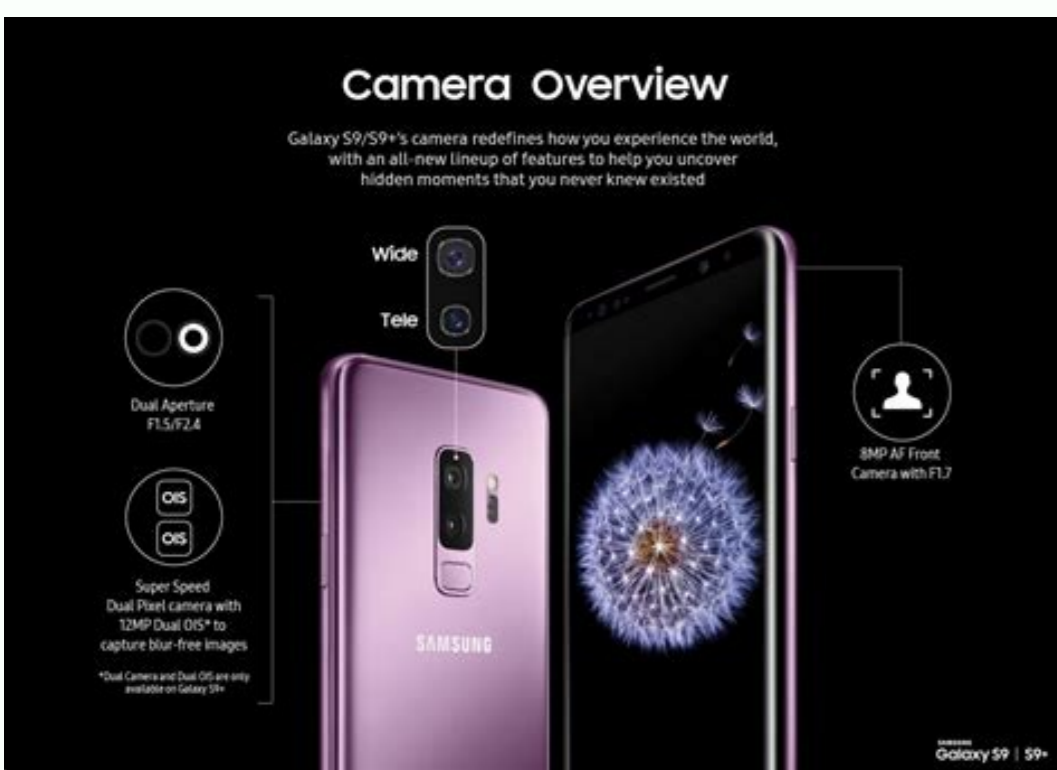 Camera Overview
Galaxy S9/S9+'s camera redefines how you experience the world,
with an all-new lineup of features to help you uncover
hidden moments that you never knew existed
Wide
Tele
Dual Aperture
F1.5/F2.4
OIS
OIS
Super Speed
Dual Pixel camera with
12MP Dual OIS* to
capture blur-free images
*Dual Camera and Dual OIS are only
available on Galaxy S9+
8MP AF Front
Camera with F1.7
SAMSUNG
SAMSUNG
Galaxy S9 | S9+